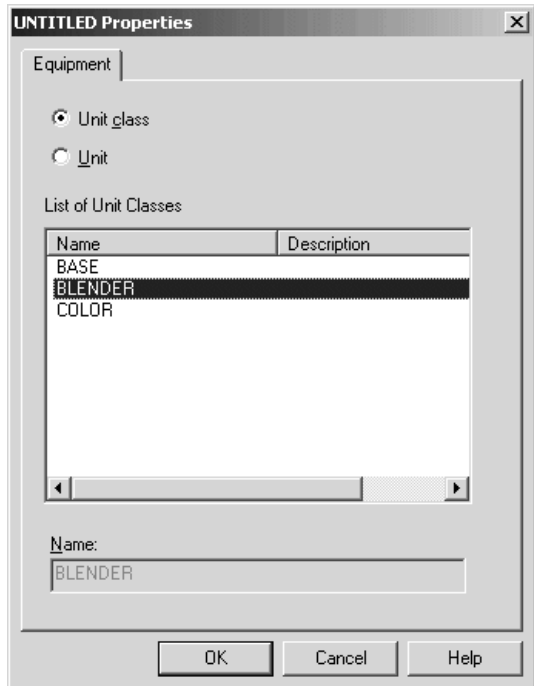 UNTITLED Properties
Equipment
Unit class
Unit
List of Unit Classes
Name Description
BASE
BLENDER
COLOR
Name:
BLENDER
OK Cancel Help